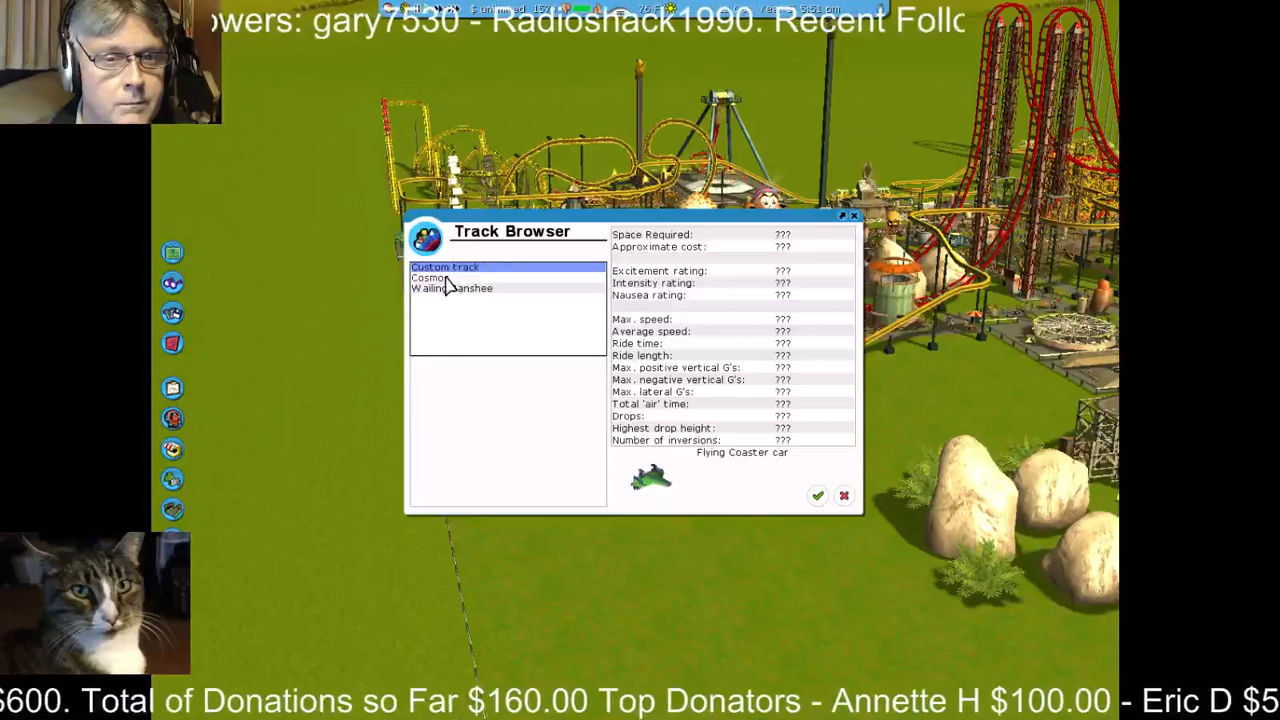 owers: gary7530 - Radioshack1990. Recent Follo
Track Browser
Custom track
Cosmo
Wailing Banshee
Space Required: ???
Approximate cost: ???
Excitement rating: ???
Intensity rating: ???
Nausea rating: ???
Max. speed: ???
Average speed: ???
Ride time: ???
Ride length: ???
Max. positive vertical G's: ???
Max. negative vertical G's: ???
Max. lateral G's: ???
Total 'air' time: ???
Drops: ???
Highest drop height: ???
Number of inversions: ???
Flying Coaster car
$600. Total of Donations so Far $160.00 Top Donators - Annette H $100.00 - Eric D $5